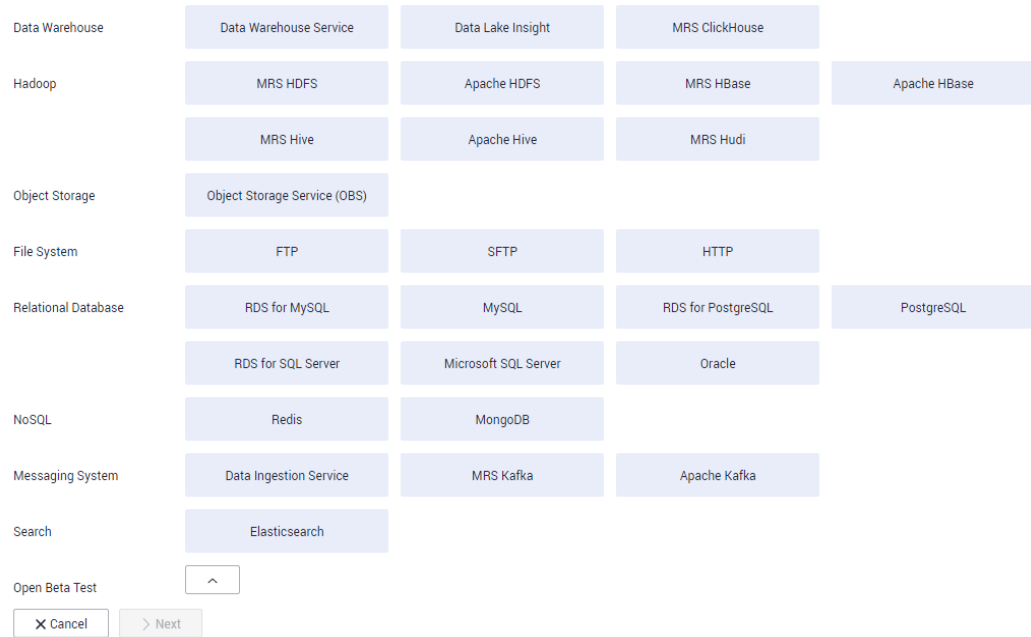 Data Warehouse Data Warehouse Service Data Lake Insight MRS ClickHouse
Hadoop MRS HDFS Apache HDFS MRS HBase Apache HBase
MRS Hive Apache Hive MRS Hudi
Object Storage Object Storage Service (OBS)
File System FTP SFTP HTTP
Relational Database RDS for MySQL MySQL RDS for PostgreSQL PostgreSQL
RDS for SQL Server Microsoft SQL Server Oracle
NoSQL Redis MongoDB
Messaging System Data Ingestion Service MRS Kafka Apache Kafka
Search Elasticsearch
Open Beta Test
Cancel Next